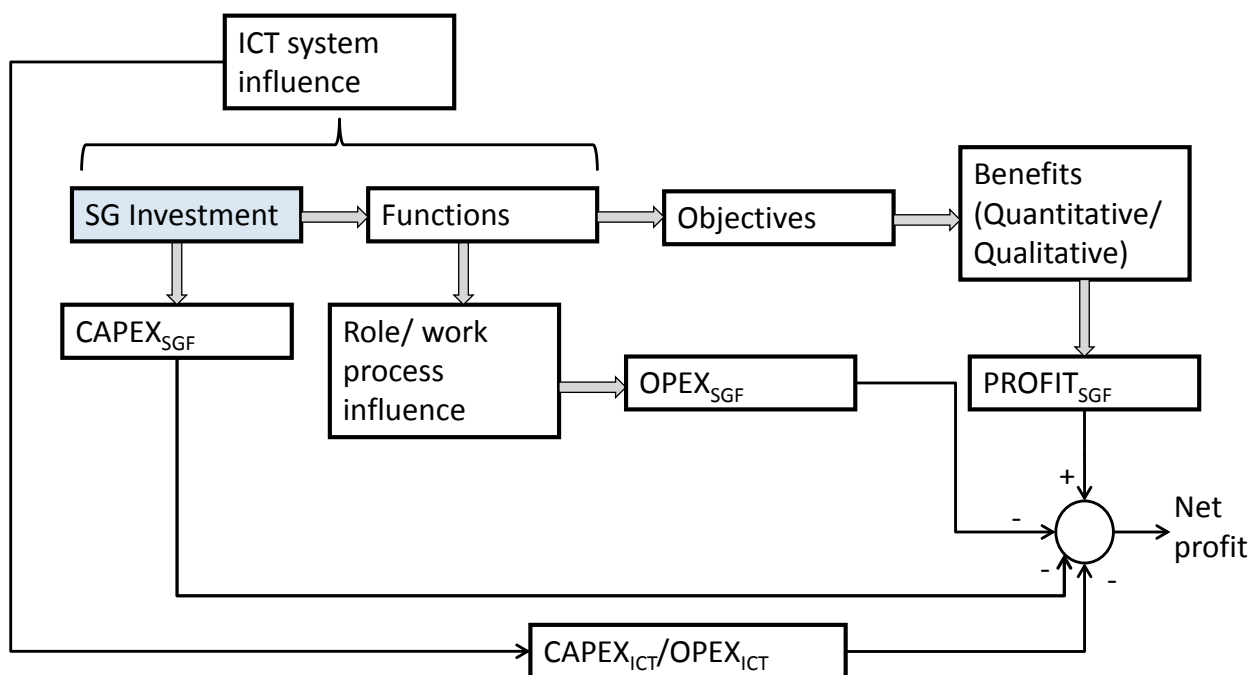 ICT system
influence
SG Investment
Functions
Objectives
Benefits
(Quantitative/
Qualitative)
CAPEXSGF
Role/ work
process
influence
OPEXSGF
PROFITSGF
+
-
Net
profit
-
-
CAPEXICT/OPEXICT